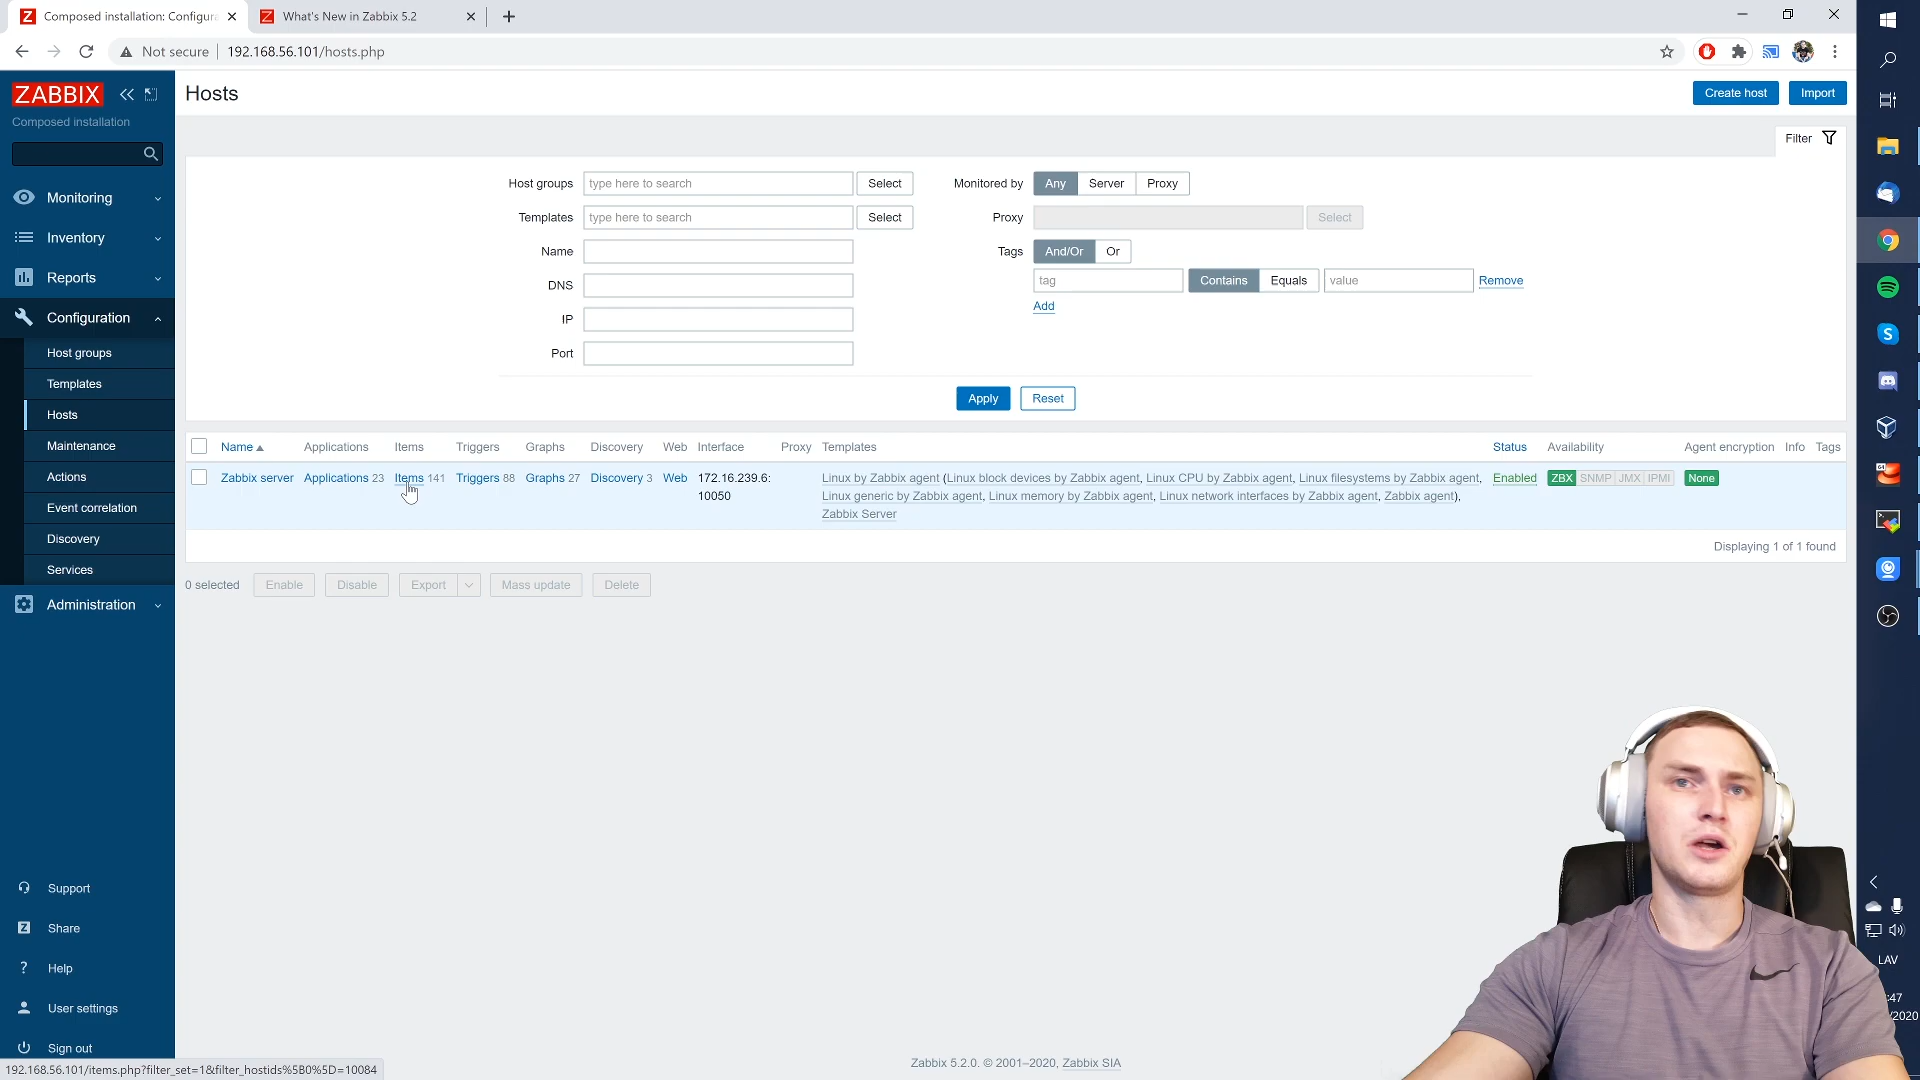 Composed installation: Configura
What's New in Zabbix 5.2
Not secure
192.168.56.101/hosts.php
ZABBIX
Composed installation
Monitoring
Inventory
Reports
Configuration
Host groups
Templates
Hosts
Maintenance
Actions
Event correlation
Discovery
Services
Administration
Support
Share
Help
User settings
Sign out
192.168.56.101/items.php?filter_set=1&filter_hostids%5B0%5D=10084
Hosts
Create host
Import
Filter
Host groups type here to search Select
Templates type here to search Select
Name
DNS
IP
Port
Monitored by Any Server Proxy
Proxy Select
Tags And/Or Or
tag Contains Equals value Remove
Add
Apply Reset
Name Applications Items Triggers Graphs Discovery Web Interface Proxy Templates Status Availability Agent encryption Info Tags
Zabbix server Applications 23 Items 141 Triggers 88 Graphs 27 Discovery 3 Web 172.16.239.6: Linux by Zabbix agent (Linux block devices by Zabbix agent, Linux CPU by Zabbix agent, Linux filesystems by Zabbix agent, Enabled ZBX SNMP JMX IPMI None
10050 Linux generic by Zabbix agent, Linux memory by Zabbix agent, Linux network interfaces by Zabbix agent, Zabbix agent),
Zabbix Server
Displaying 1 of 1 found
0 selected Enable Disable Export Mass update Delete
Zabbix 5.2.0. © 2001–2020, Zabbix SIA
64
LAV
:47
/2020